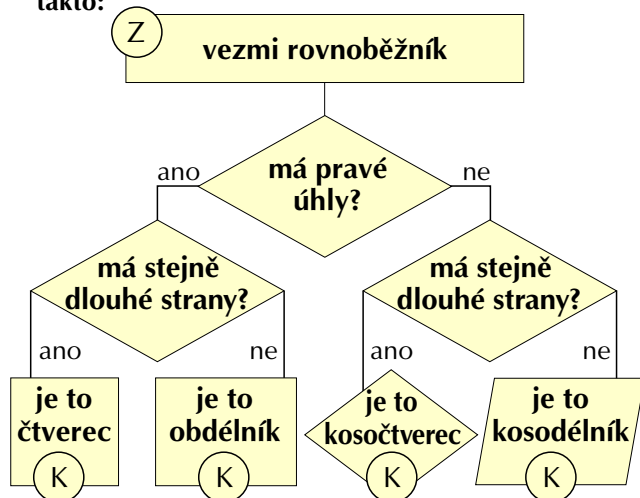 takto:
Z
vezmi rovnoběžník
má pravé
úhly?
ano
ne
má stejně
dlouhé strany?
má stejně
dlouhé strany?
ano
ne
ano
ne
je to
čtverec
K
je to
obdélník
K
je to
kosočtverec
K
je to
kosodélník
K